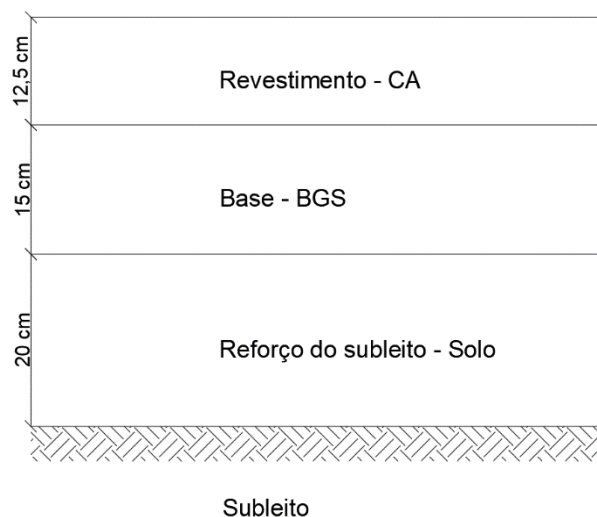 12,5 cm
Revestimento - CA
15 cm
Base - BGS
20 cm
Reforço do subleito - Solo
Subleito